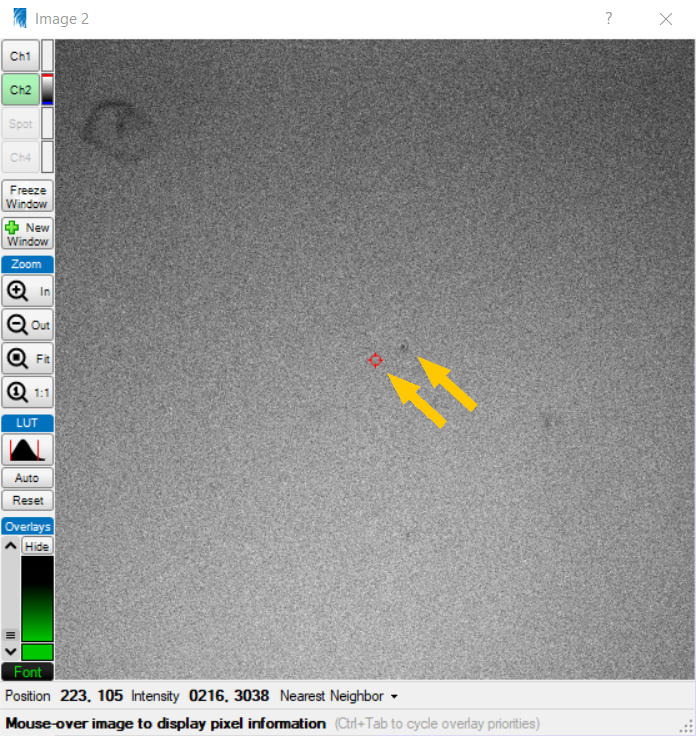 Image 2
?
Ch1
Ch2
Spot
Ch4
Freeze
Window
New
Window
Zoom
In
Out
Fit
1:1
LUT
Auto
Reset
Overlays
Hide
Font
Position 223, 105 Intensity 0216, 3038 Nearest Neighbor
Mouse-over image to display pixel information (Ctrl+Tab to cycle overlay priorities)